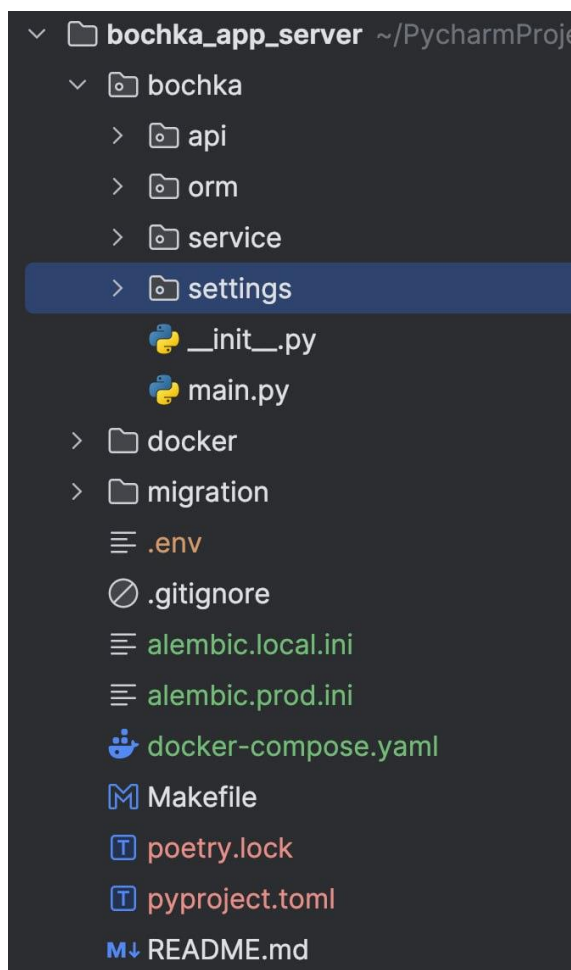 bochka_app_server ~/PycharmProje
bochka
api
orm
service
settings
__init__.py
main.py
docker
migration
.env
.gitignore
alembic.local.ini
alembic.prod.ini
docker-compose.yaml
Makefile
T poetry.lock
T pyproject.toml
M↓ README.md